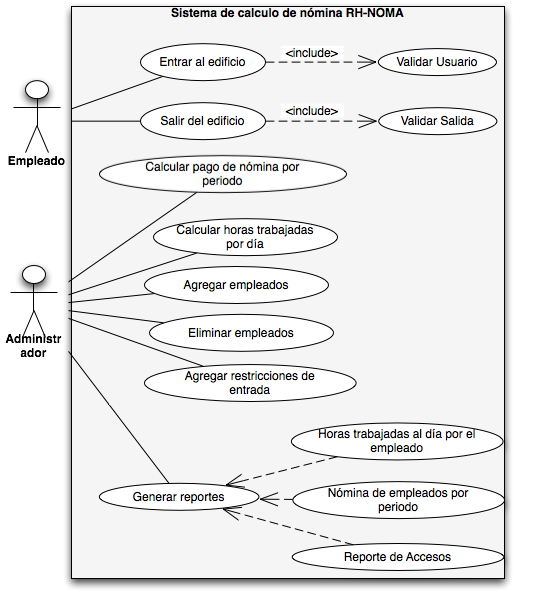 Sistema de calculo de nómina RH-NOMA
Entrar al edificio
<include>
Validar Usuario
Salir del edificio
<include>
Validar Salida
Empleado
Calcular pago de nómina por
periodo
Calcular horas trabajadas
por día
Agregar empleados
Eliminar empleados
Administr
ador
Agregar restricciones de
entrada
Horas trabajadas al día por el
empleado
Generar reportes
Nómina de empleados por
periodo
Reporte de Accesos